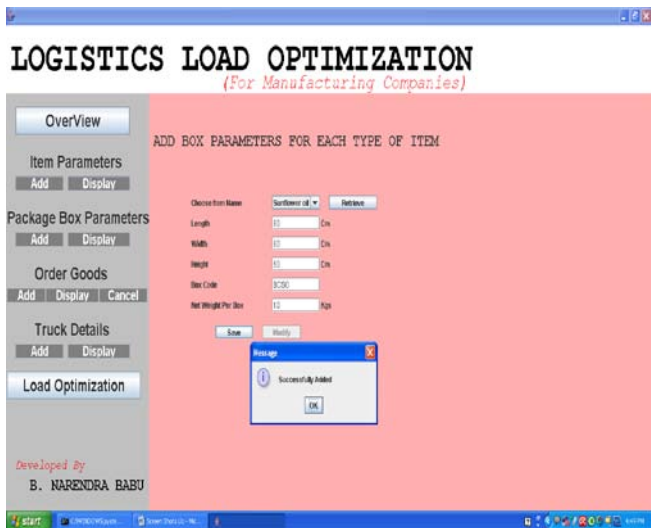 LOGISTICS LOAD OPTIMIZATION
(For Manufacturing Companies)
OverView
Item Parameters
Add Display
Package Box Parameters
Add Display
Order Goods
Add Display Cancel
Truck Details
Add Display
Load Optimization
Developed By
B. NARENDRA BABU
ADD BOX PARAMETERS FOR EACH TYPE OF ITEM
Choose Item Name Sunflower oil Retrieve
Length Cm
Width Cm
Height Cm
Box Code
Net Weight Per Box Kgs
Save Modify
Message
Successfully Added
OK
start